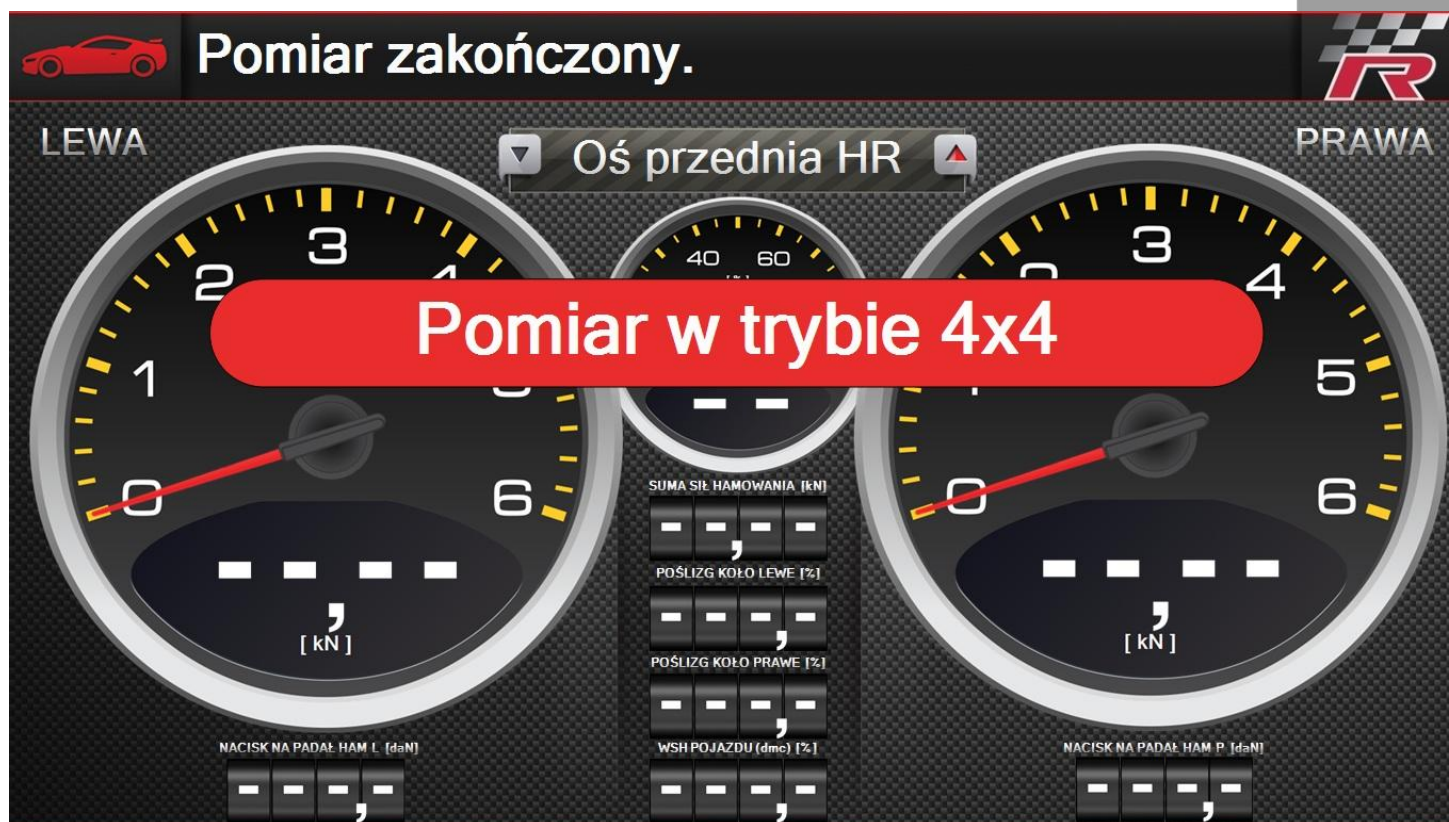 Pomiar zakończony.
R
LEWA
Oś przednia HR
PRAWA
3
2
1
0
6
[ kN ]
40 60
[ % ]
3
4
5
0
6
[ kN ]
Pomiar w trybie 4x4
SUMA SIŁ HAMOWANIA [kN]
- -,- -
POŚLIZG KOŁO LEWE [%]
- - -,-
POŚLIZG KOŁO PRAWE [%]
- - -,-
NACISK NA PADAŁ HAM L [daN]
- - -,-
WSH POJAZDU (dmc) [%]
- - -,-
NACISK NA PADAŁ HAM P [daN]
- - -,-